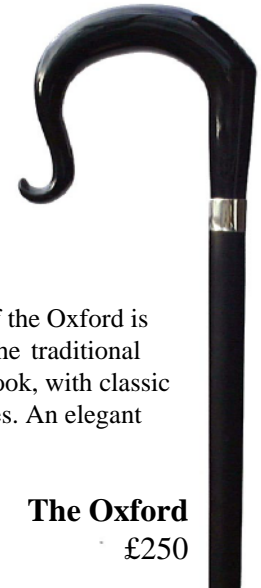 the Oxford is
traditional
with classic
An elegant
The Oxford
£250